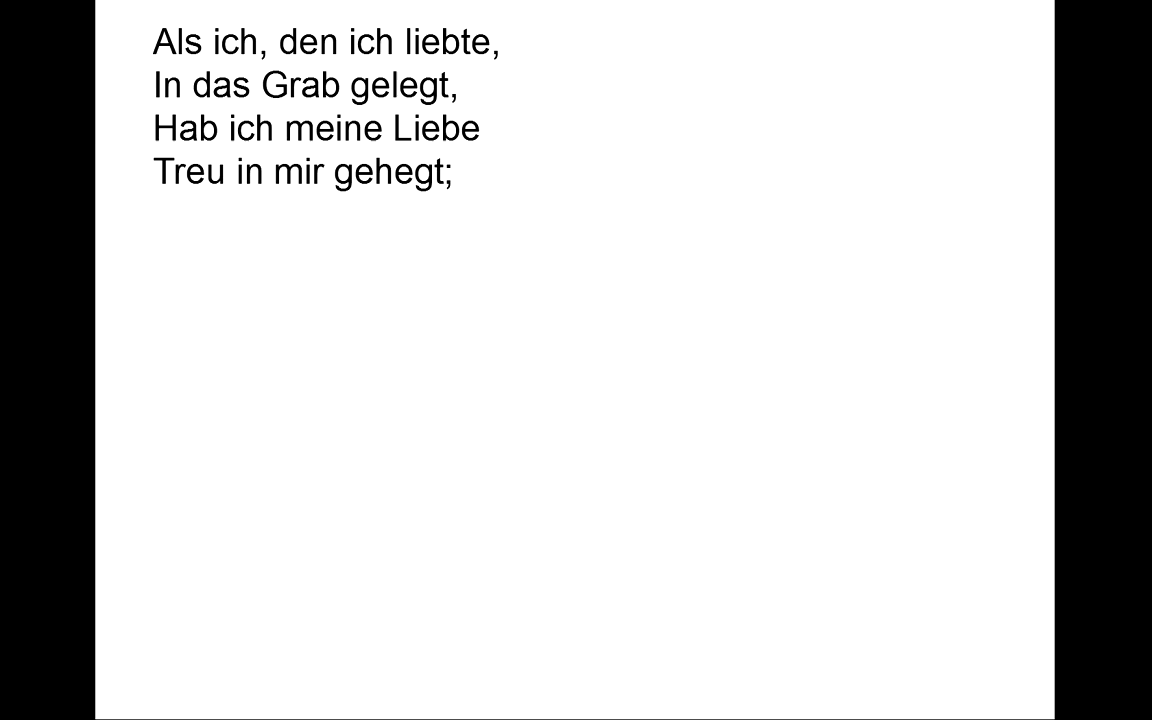 Als ich, den ich liebte,
In das Grab gelegt,
Hab ich meine Liebe
Treu in mir gehegt;